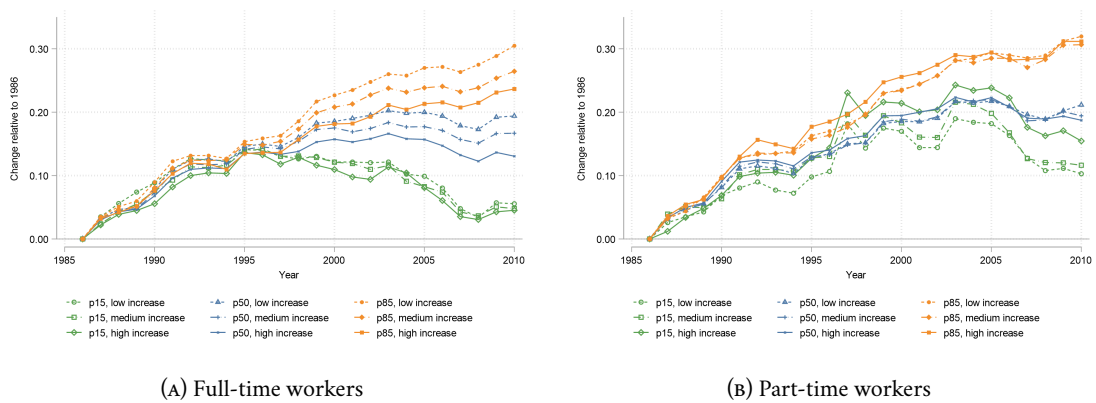 Change relative to 1986
0.30
0.20
0.10
0.00
1985
1990
1995
2000
2005
2010
Year
p15, low increase
p50, low increase
p85, low increase
p15, medium increase
p50, medium increase
p85, medium increase
p15, high increase
p50, high increase
p85, high increase
(A) Full-time workers
Change relative to 1986
0.30
0.20
0.10
0.00
1985
1990
1995
2000
2005
2010
Year
p15, low increase
p50, low increase
p85, low increase
p15, medium increase
p50, medium increase
p85, medium increase
p15, high increase
p50, high increase
p85, high increase
(B) Part-time workers